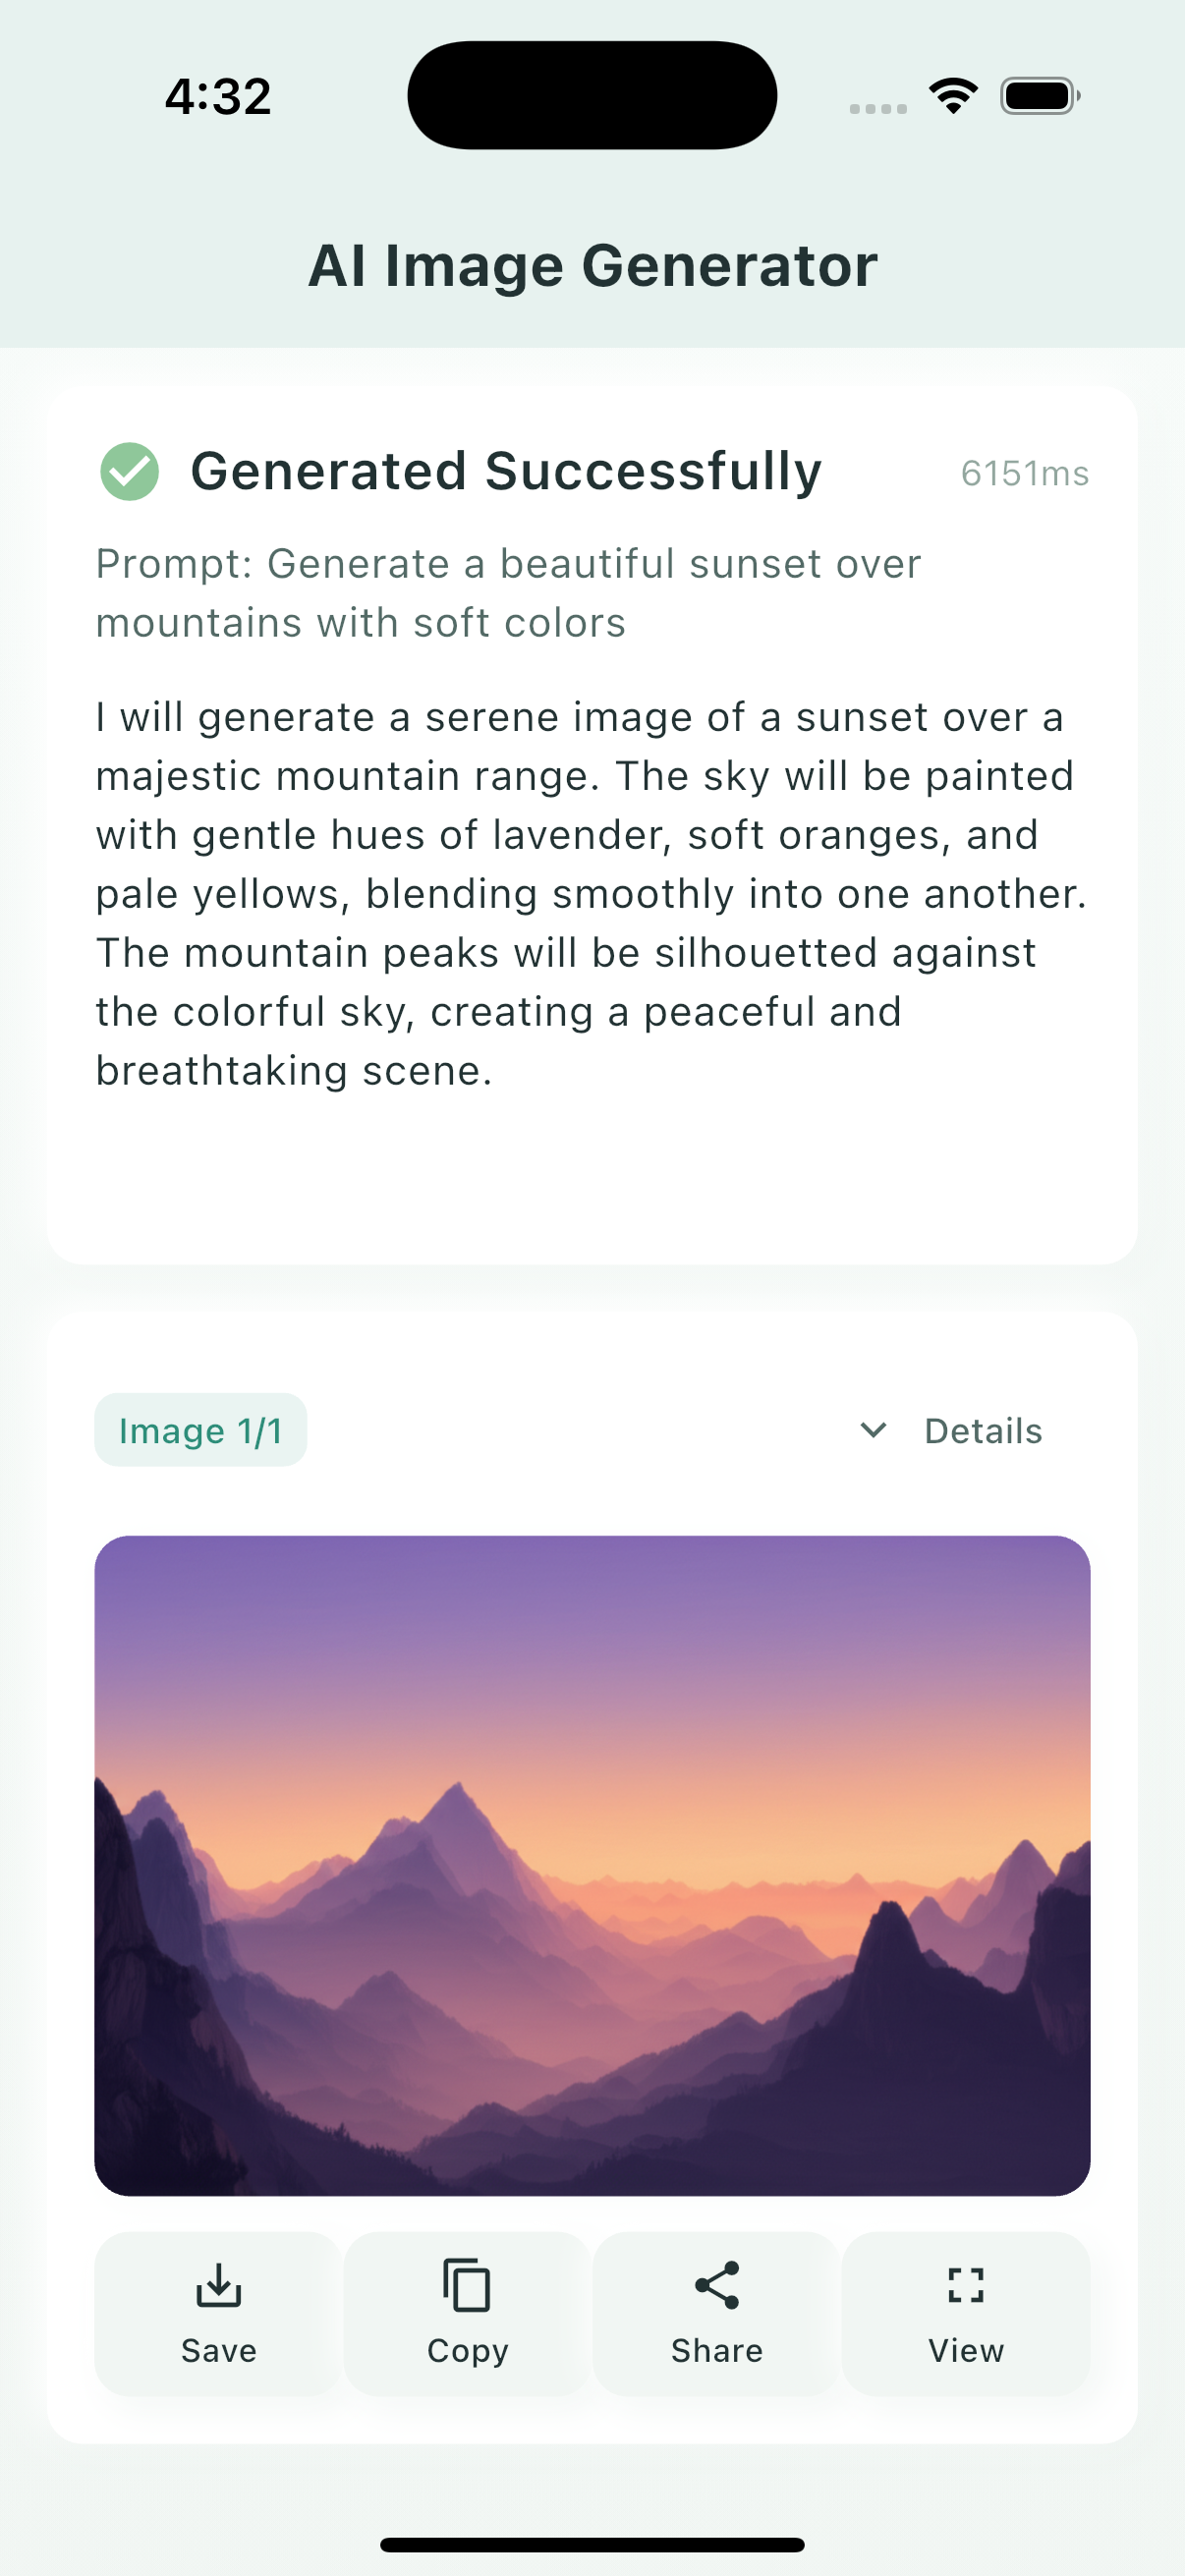 4:32
AI Image Generator
Generated Successfully
6151ms
Prompt: Generate a beautiful sunset over
mountains with soft colors
I will generate a serene image of a sunset over a
majestic mountain range. The sky will be painted
with gentle hues of lavender, soft oranges, and
pale yellows, blending smoothly into one another.
The mountain peaks will be silhouetted against
the colorful sky, creating a peaceful and
breathtaking scene.
Image 1/1
Details
Save
Copy
Share
View